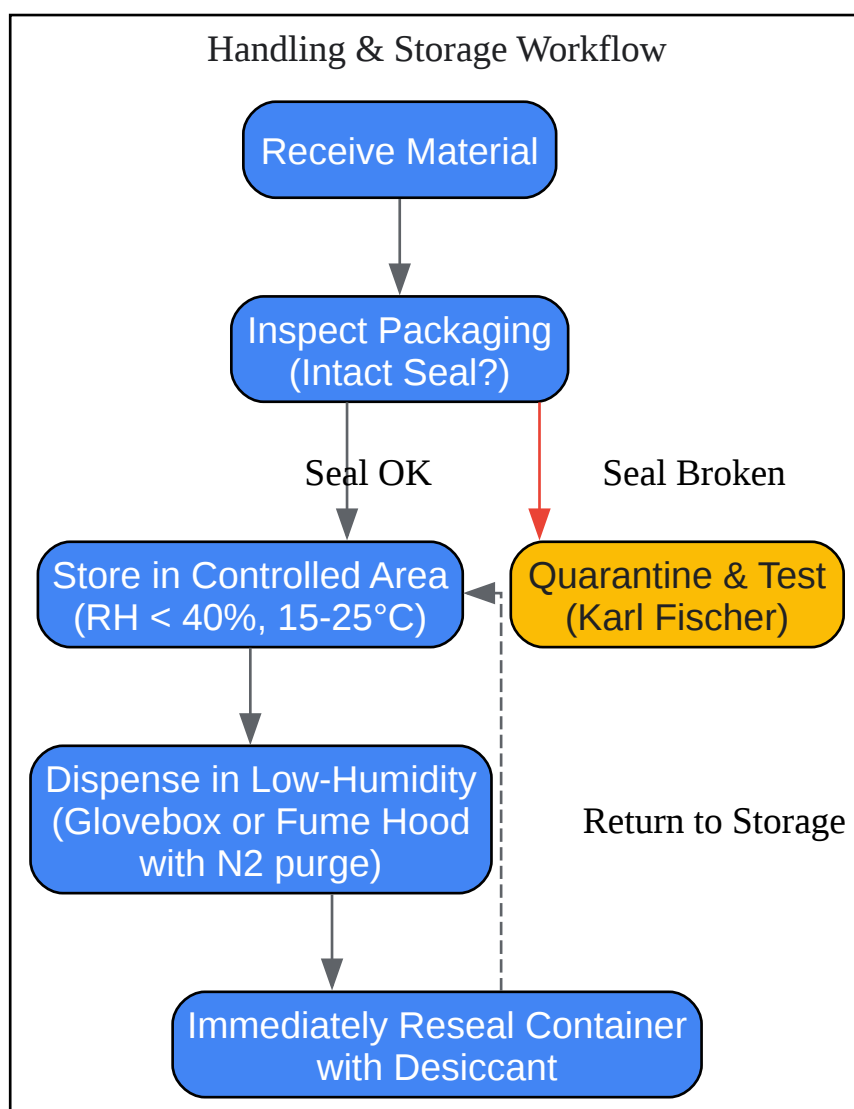 Handling & Storage Workflow
Receive Material
Inspect Packaging
(Intact Seal?)
Seal OK
Seal Broken
Store in Controlled Area
(RH < 40%, 15-25°C)
Quarantine & Test
(Karl Fischer)
Dispense in Low-Humidity
(Glovebox or Fume Hood
with N2 purge)
Return to Storage
Immediately Reseal Container
with Desiccant